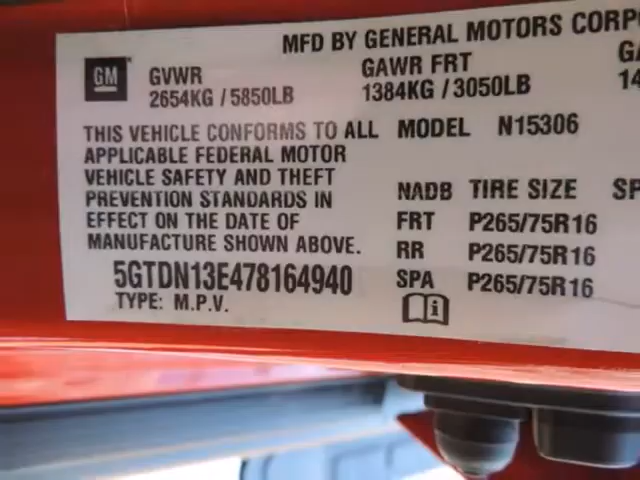 MFD BY GENERAL MOTORS CORP
GM GVWR GAWR FRT
2654KG / 5850LB 1384KG / 3050LB 14
THIS VEHICLE CONFORMS TO ALL MODEL N15306
APPLICABLE FEDERAL MOTOR
VEHICLE SAFETY AND THEFT
PREVENTION STANDARDS IN NADB TIRE SIZE SP
EFFECT ON THE DATE OF FRT P265/75R16
MANUFACTURE SHOWN ABOVE. RR P265/75R16
5GTDN13E478164940 SPA P265/75R16
TYPE: M.P.V. i